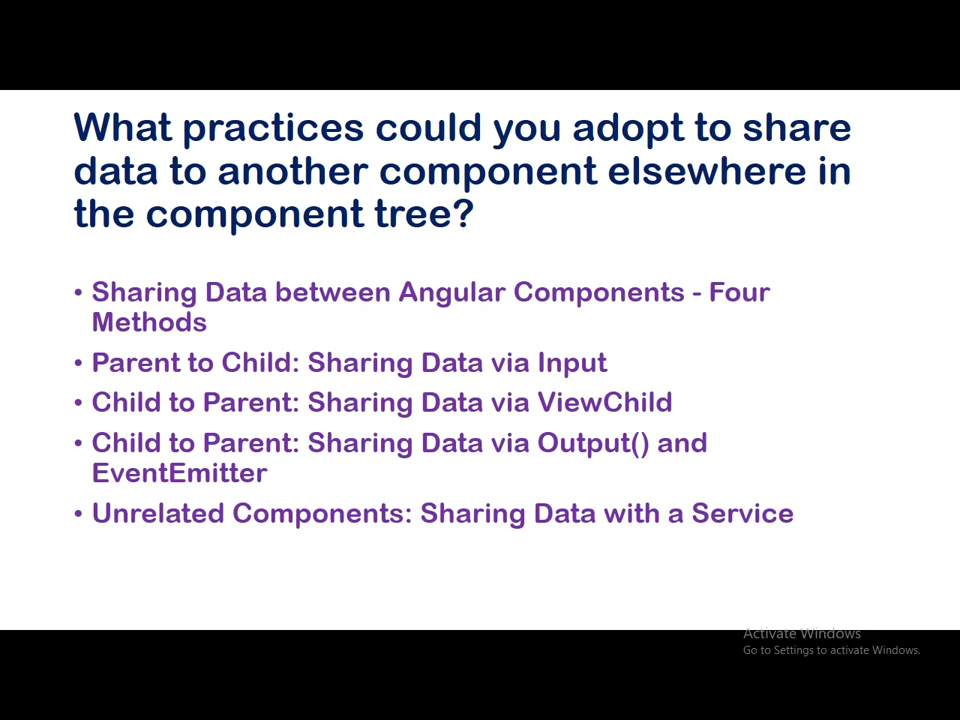 What practices could you adopt to share
data to another component elsewhere in
the component tree?
• Sharing Data between Angular Components - Four
Methods
• Parent to Child: Sharing Data via Input
• Child to Parent: Sharing Data via ViewChild
• Child to Parent: Sharing Data via Output() and
EventEmitter
• Unrelated Components: Sharing Data with a Service
Activate Windows
Go to Settings to activate Windows.